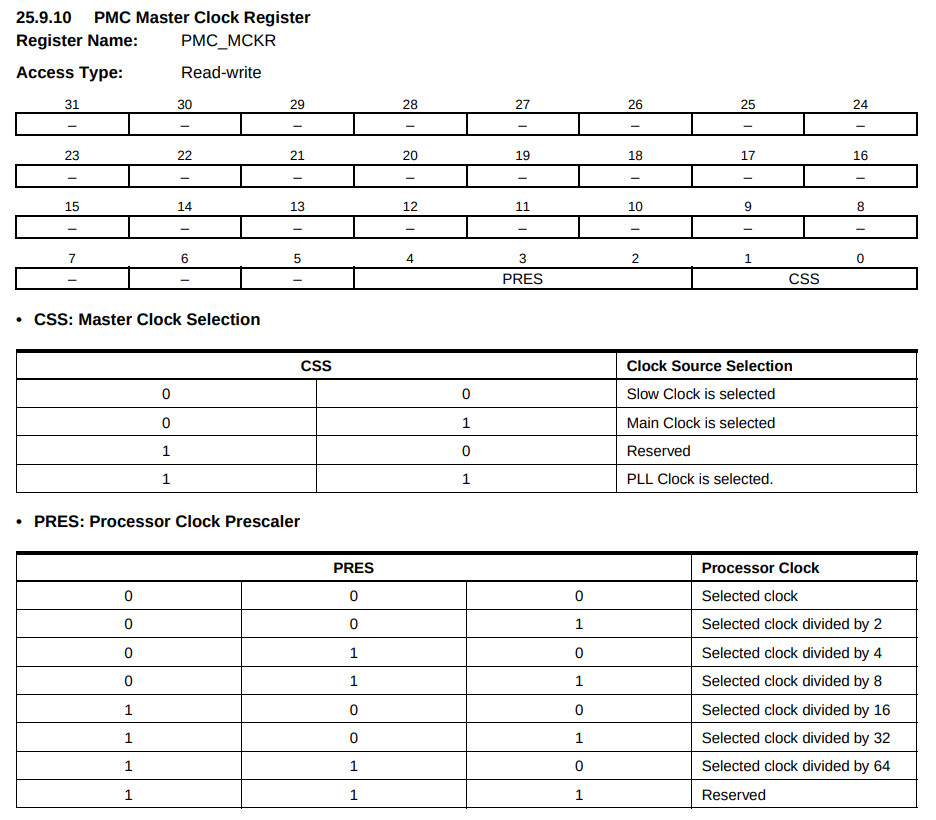 25.9.10 PMC Master Clock Register
Register Name: PMC_MCKR
Access Type: Read-write
31 30 29 28 27 26 25 24
– – – – – – – –
23 22 21 20 19 18 17 16
– – – – – – – –
15 14 13 12 11 10 9 8
– – – – – – – –
7 6 5 4 3 2 1 0
– – – PRES CSS
• CSS: Master Clock Selection
CSS Clock Source Selection
0 0 Slow Clock is selected
0 1 Main Clock is selected
1 0 Reserved
1 1 PLL Clock is selected.
• PRES: Processor Clock Prescaler
PRES Processor Clock
0 0 0 Selected clock
0 0 1 Selected clock divided by 2
0 1 0 Selected clock divided by 4
0 1 1 Selected clock divided by 8
1 0 0 Selected clock divided by 16
1 0 1 Selected clock divided by 32
1 1 0 Selected clock divided by 64
1 1 1 Reserved